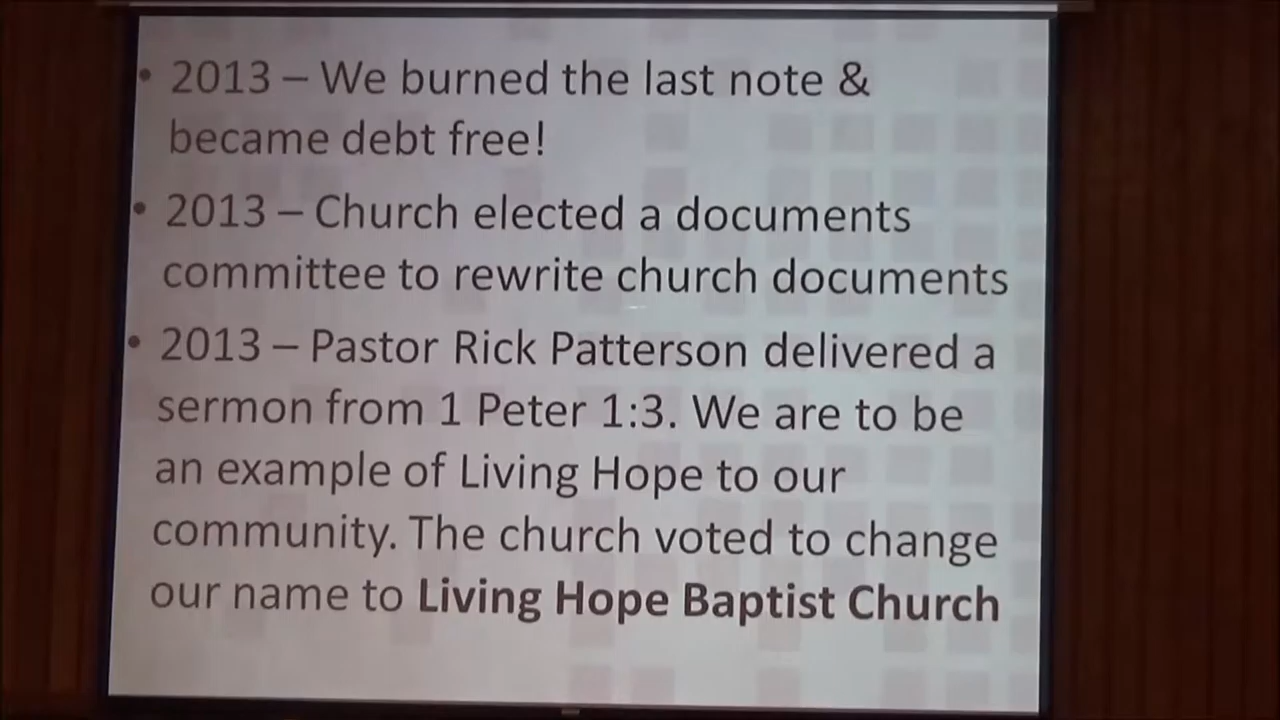 • 2013 – We burned the last note &
became debt free!
• 2013 – Church elected a documents
committee to rewrite church documents
• 2013 – Pastor Rick Patterson delivered a
sermon from 1 Peter 1:3. We are to be
an example of Living Hope to our
community. The church voted to change
our name to Living Hope Baptist Church